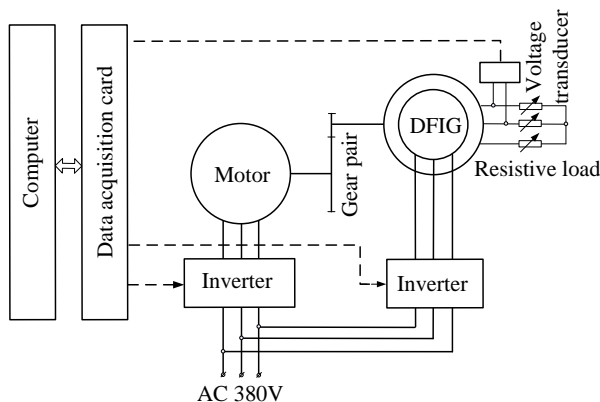 Computer
Data acquisition card
Motor
Gear pair
DFIG
Voltage
transducer
Resistive load
Inverter
Inverter
AC 380V